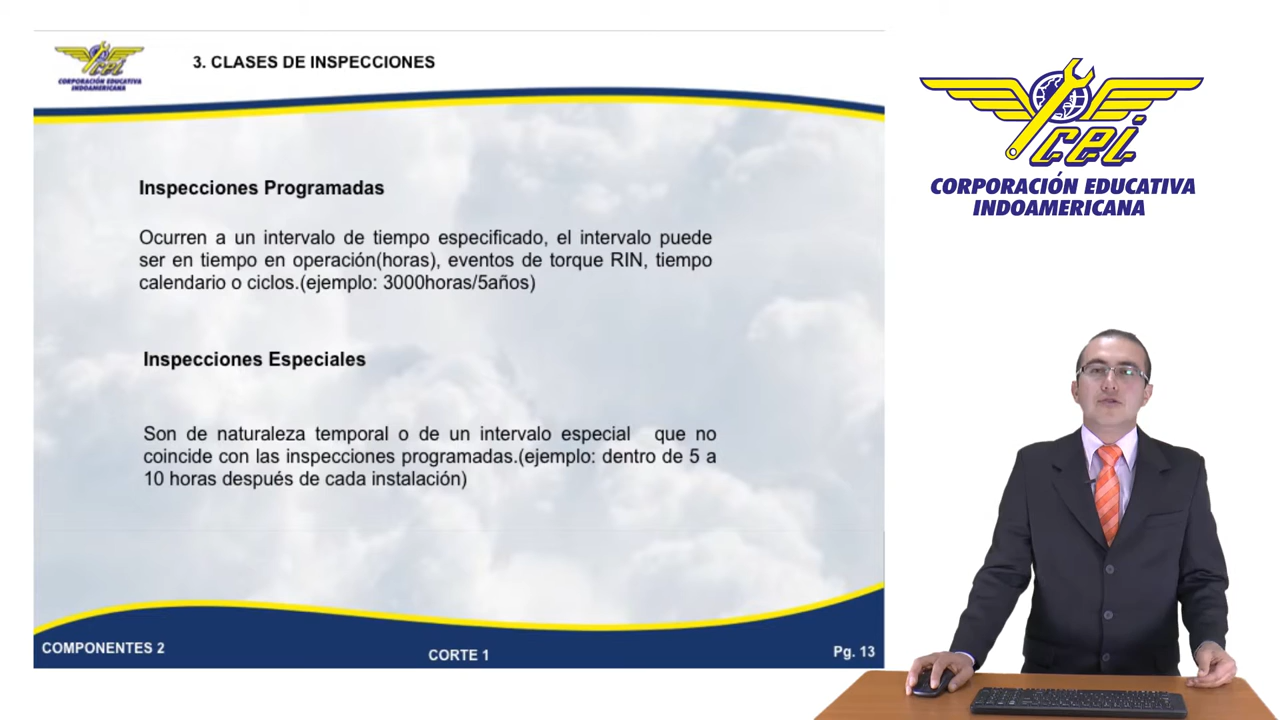 cei
CORPORACIÓN EDUCATIVA
INDOAMERICANA
3. CLASES DE INSPECCIONES
Inspecciones Programadas
Ocurren a un intervalo de tiempo especificado, el intervalo puede
ser en tiempo en operación(horas), eventos de torque RIN, tiempo
calendario o ciclos.(ejemplo: 3000horas/5años)
Inspecciones Especiales
Son de naturaleza temporal o de un intervalo especial que no
coincide con las inspecciones programadas.(ejemplo: dentro de 5 a
10 horas después de cada instalación)
COMPONENTES 2
CORTE 1
Pg. 13
cei
CORPORACIÓN EDUCATIVA
INDOAMERICANA